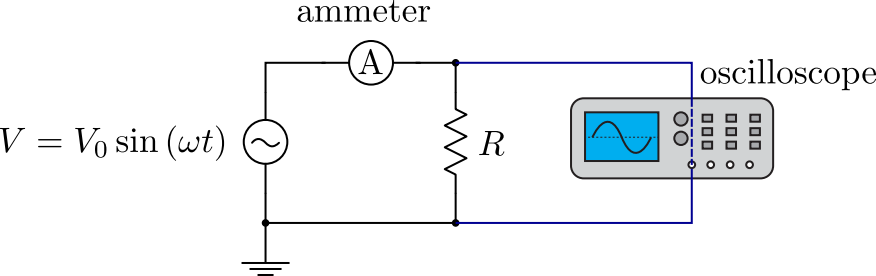 ammeter
A
oscilloscope
V = V₀ sin (ωt)
R